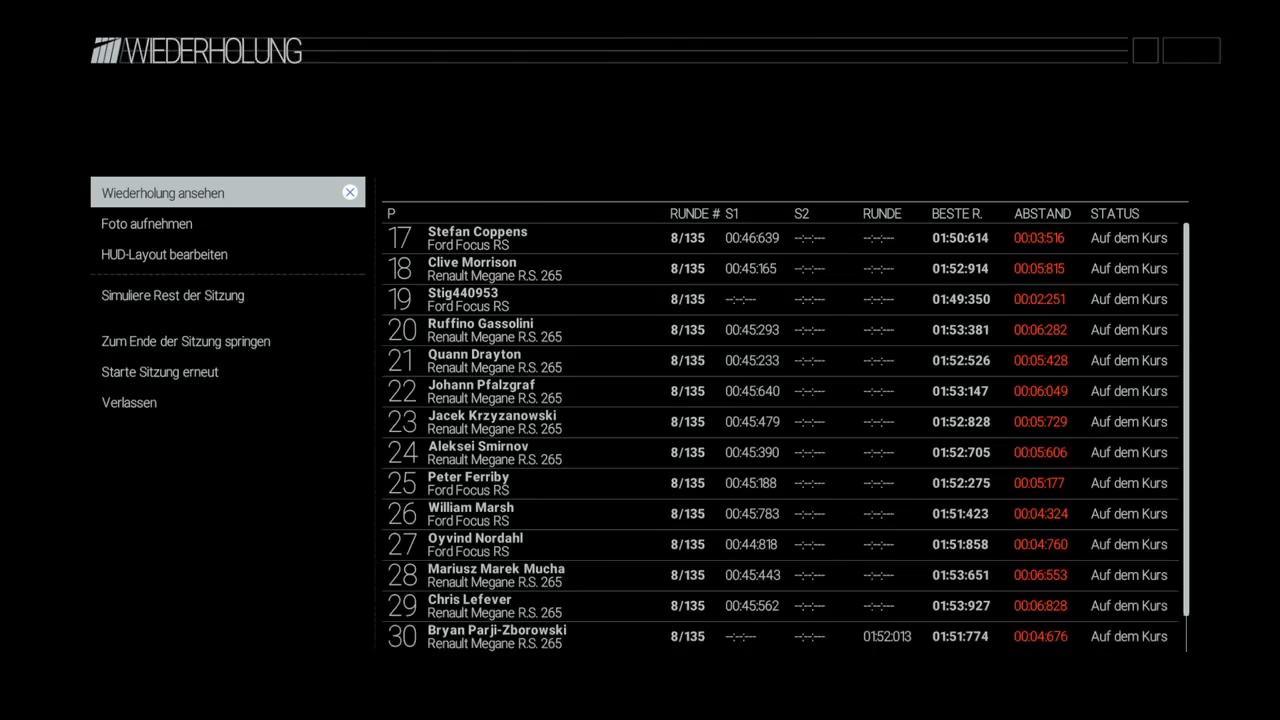 WIEDERHOLUNG
Wiederholung ansehen
Foto aufnehmen
HUD-Layout bearbeiten
Simuliere Rest der Sitzung
Zum Ende der Sitzung springen
Starte Sitzung erneut
Verlassen
P RUNDE # S1 S2 RUNDE BESTE R. ABSTAND STATUS
17 Stefan Coppens 8/135 00:46:639 --:--:--- --:--:--- 01:50:614 00:03:516 Auf dem Kurs
Ford Focus RS
18 Clive Morrison 8/135 00:45:165 --:--:--- --:--:--- 01:52:914 00:05:815 Auf dem Kurs
Renault Megane R.S. 265
19 Stig440953 8/135 --:--:--- --:--:--- --:--:--- 01:49:350 00:02:251 Auf dem Kurs
Ford Focus RS
20 Ruffino Gassolini 8/135 00:45:293 --:--:--- --:--:--- 01:53:381 00:06:282 Auf dem Kurs
Renault Megane R.S. 265
21 Quann Drayton 8/135 00:45:233 --:--:--- --:--:--- 01:52:526 00:05:428 Auf dem Kurs
Renault Megane R.S. 265
22 Johann Pfalzgraf 8/135 00:45:640 --:--:--- --:--:--- 01:53:147 00:06:049 Auf dem Kurs
Renault Megane R.S. 265
23 Jacek Krzyzanowski 8/135 00:45:479 --:--:--- --:--:--- 01:52:828 00:05:729 Auf dem Kurs
Renault Megane R.S. 265
24 Aleksei Smirnov 8/135 00:45:390 --:--:--- --:--:--- 01:52:705 00:05:606 Auf dem Kurs
Renault Megane R.S. 265
25 Peter Ferriby 8/135 00:45:188 --:--:--- --:--:--- 01:52:275 00:05:177 Auf dem Kurs
Ford Focus RS
26 William Marsh 8/135 00:45:783 --:--:--- --:--:--- 01:51:423 00:04:324 Auf dem Kurs
Ford Focus RS
27 Oyvind Nordahl 8/135 00:44:818 --:--:--- --:--:--- 01:51:858 00:04:760 Auf dem Kurs
Ford Focus RS
28 Mariusz Marek Mucha 8/135 00:45:443 --:--:--- --:--:--- 01:53:651 00:06:553 Auf dem Kurs
Renault Megane R.S. 265
29 Chris Lefever 8/135 00:45:562 --:--:--- --:--:--- 01:53:927 00:06:828 Auf dem Kurs
Renault Megane R.S. 265
30 Bryan Parji-Zborowski 8/135 --:--:--- --:--:--- 01:52:013 01:51:774 00:04:676 Auf dem Kurs
Renault Megane R.S. 265